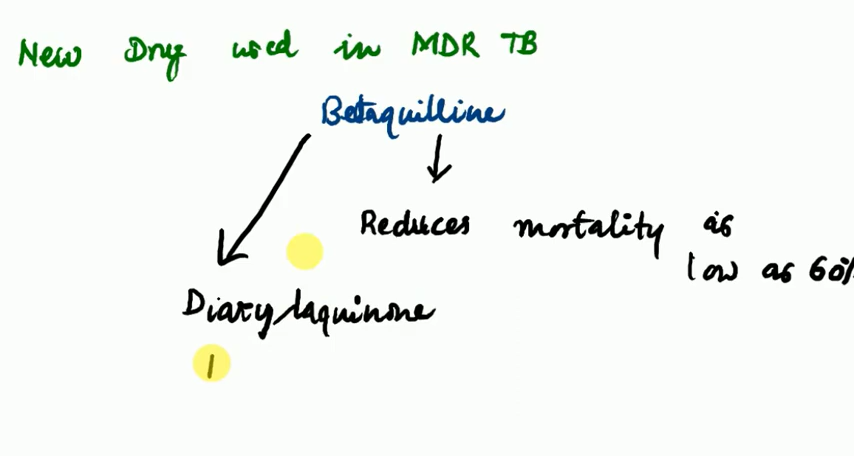 New Drug used in MDR TB
Betaquilline
Reduces mortality as
low as 60%
Diarylaquinone